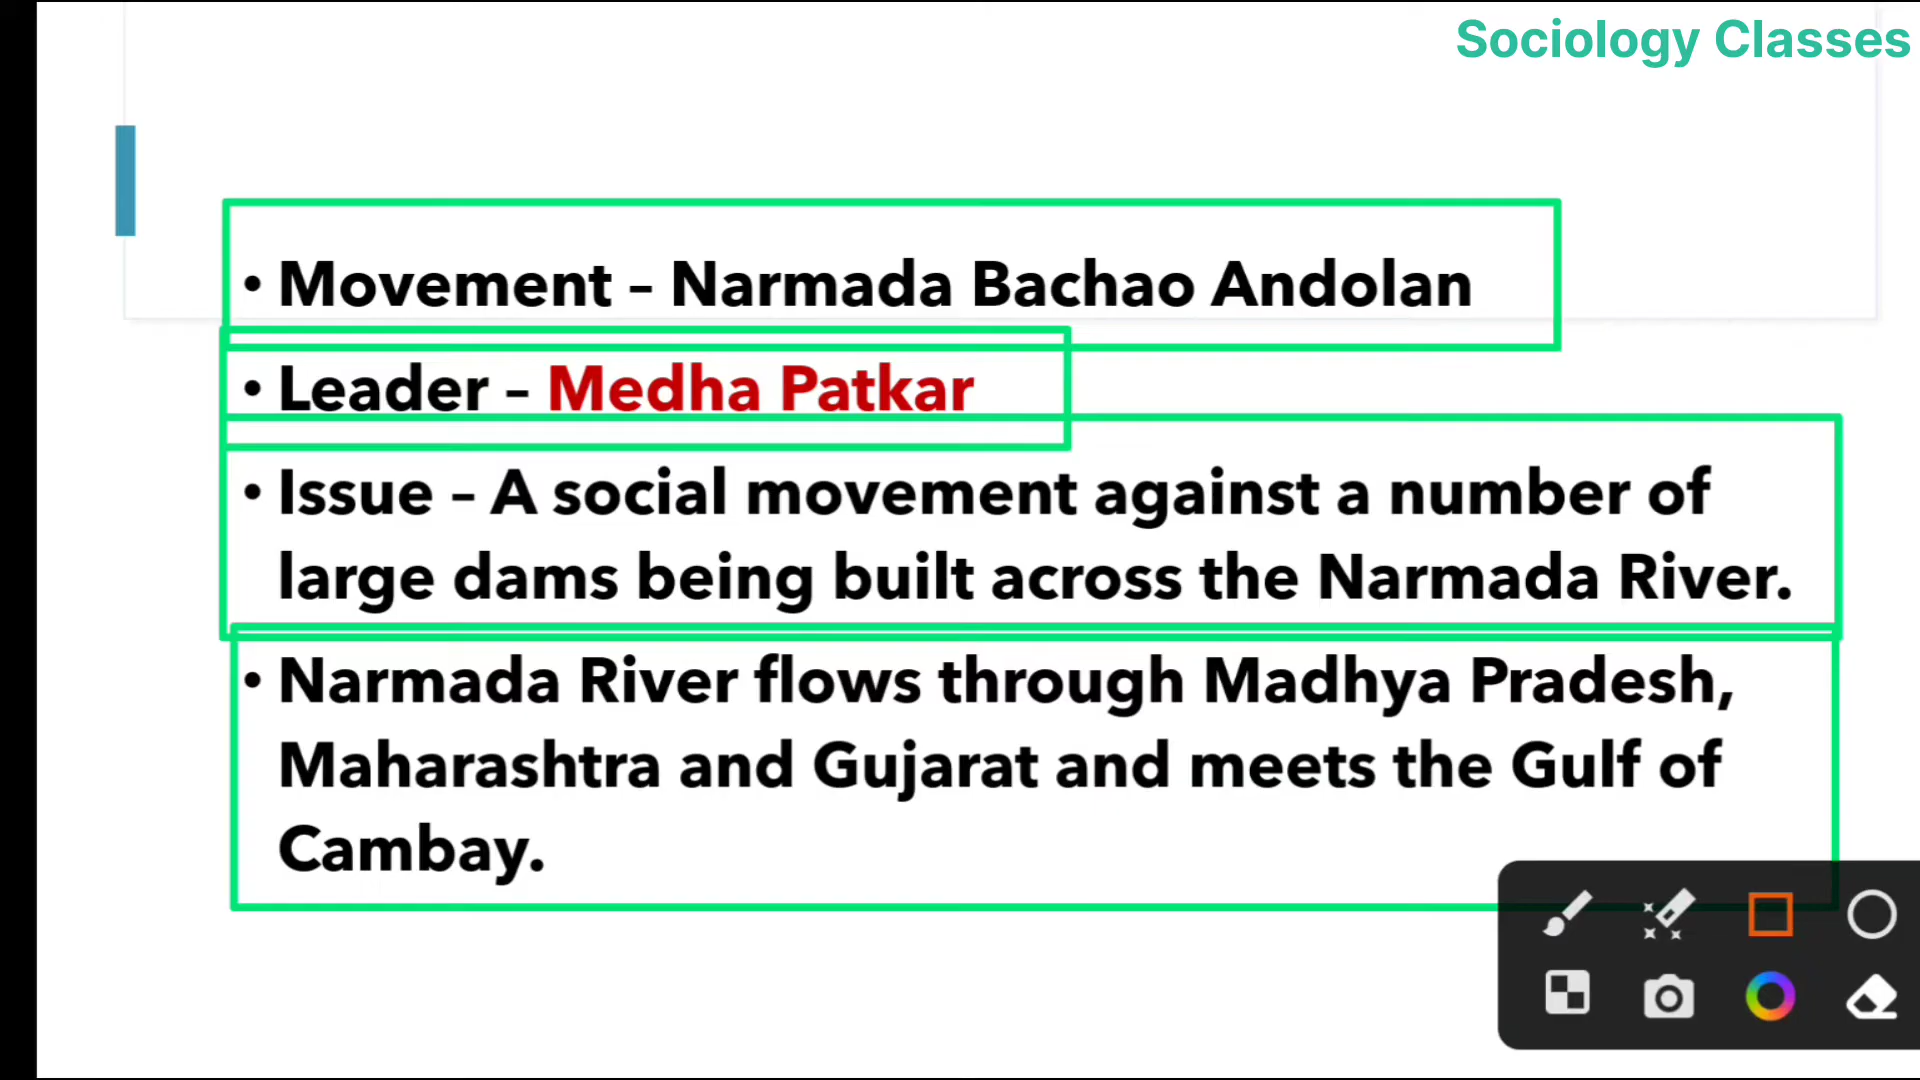 Sociology Classes
• Movement – Narmada Bachao Andolan
• Leader – Medha Patkar
• Issue – A social movement against a number of
large dams being built across the Narmada River.
• Narmada River flows through Madhya Pradesh,
Maharashtra and Gujarat and meets the Gulf of
Cambay.